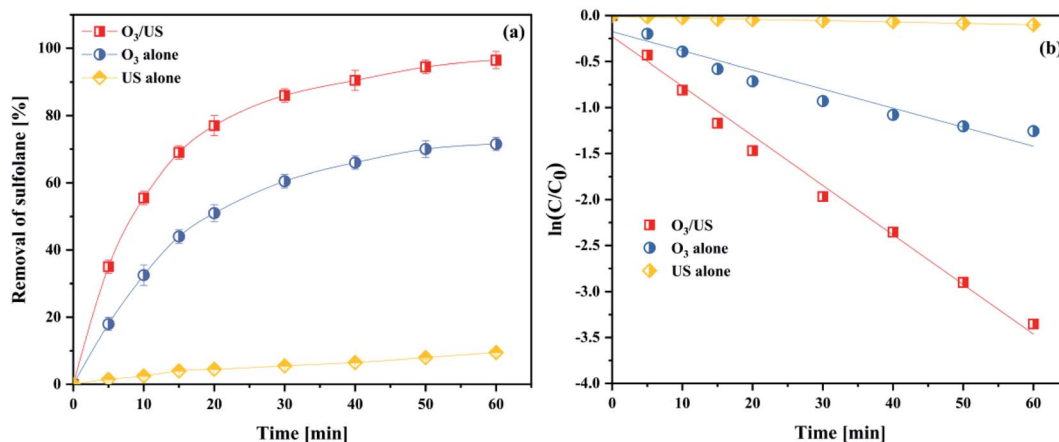 (a)
O3/US
O3 alone
US alone
Removal of sulfolane [%]
100
80
60
40
20
0
0 10 20 30 40 50 60
Time [min]
(b)
ln(C/C0)
0.0
-0.5
-1.0
-1.5
-2.0
-2.5
-3.0
-3.5
-4.0
O3/US
O3 alone
US alone
0 10 20 30 40 50 60
Time [min]